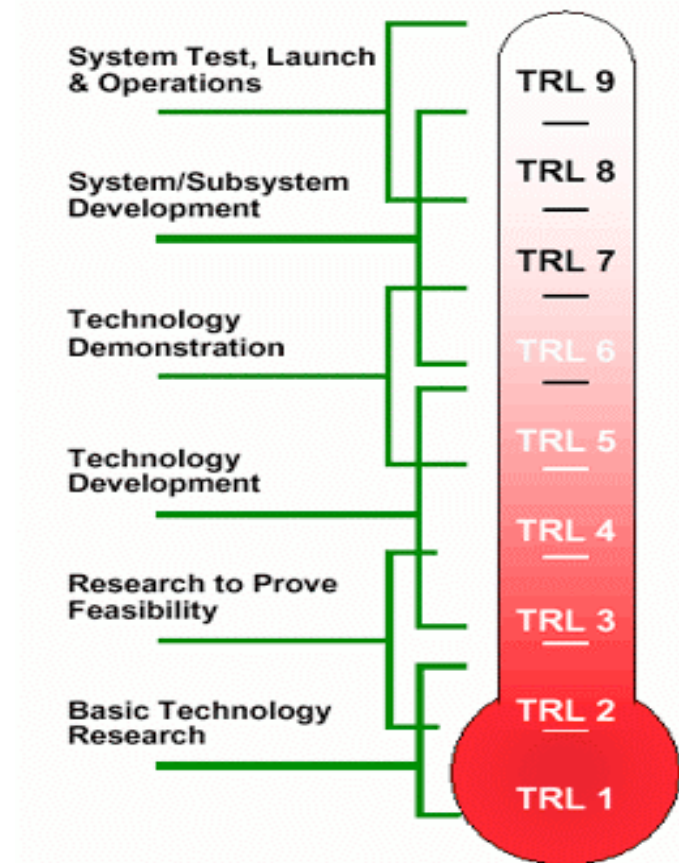 System Test, Launch
& Operations
System/Subsystem
Development
Technology
Demonstration
Technology
Development
Research to Prove
Feasibility
Basic Technology
Research
TRL 9
TRL 8
TRL 7
TRL 6
TRL 5
TRL 4
TRL 3
TRL 2
TRL 1